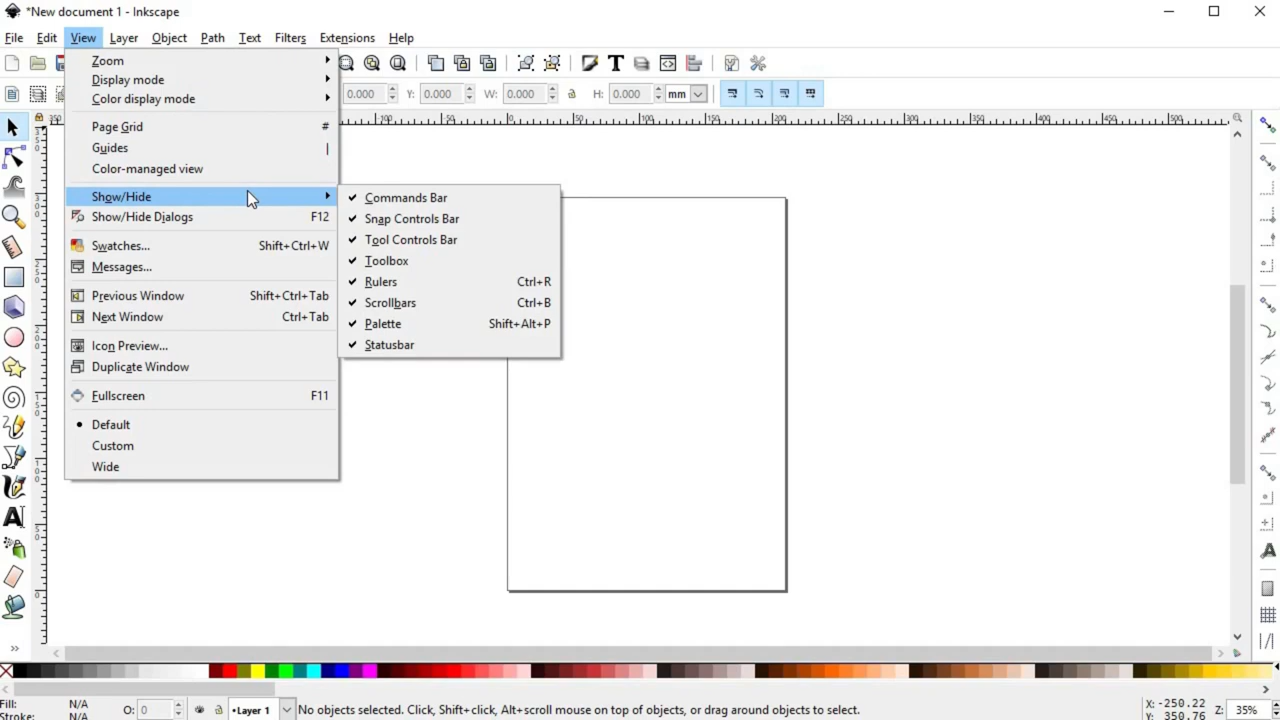 *New document 1 - Inkscape
File Edit View Layer Object Path Text Filters Extensions Help
0.000 Y: 0.000 W: 0.000 H: 0.000 mm
Zoom
Display mode
Color display mode
Page Grid #
Guides |
Color-managed view
Show/Hide
Show/Hide Dialogs F12
Swatches... Shift+Ctrl+W
Messages...
Previous Window Shift+Ctrl+Tab
Next Window Ctrl+Tab
Icon Preview...
Duplicate Window
Fullscreen F11
Default
Custom
Wide
Commands Bar
Snap Controls Bar
Tool Controls Bar
Toolbox
Rulers Ctrl+R
Scrollbars Ctrl+B
Palette Shift+Alt+P
Statusbar
Fill: N/A
Stroke: N/A
O: 0
•Layer 1
No objects selected. Click, Shift+click, Alt+scroll mouse on top of objects, or drag around objects to select.
X: -250.22
Y: 350.76
Z: 35%